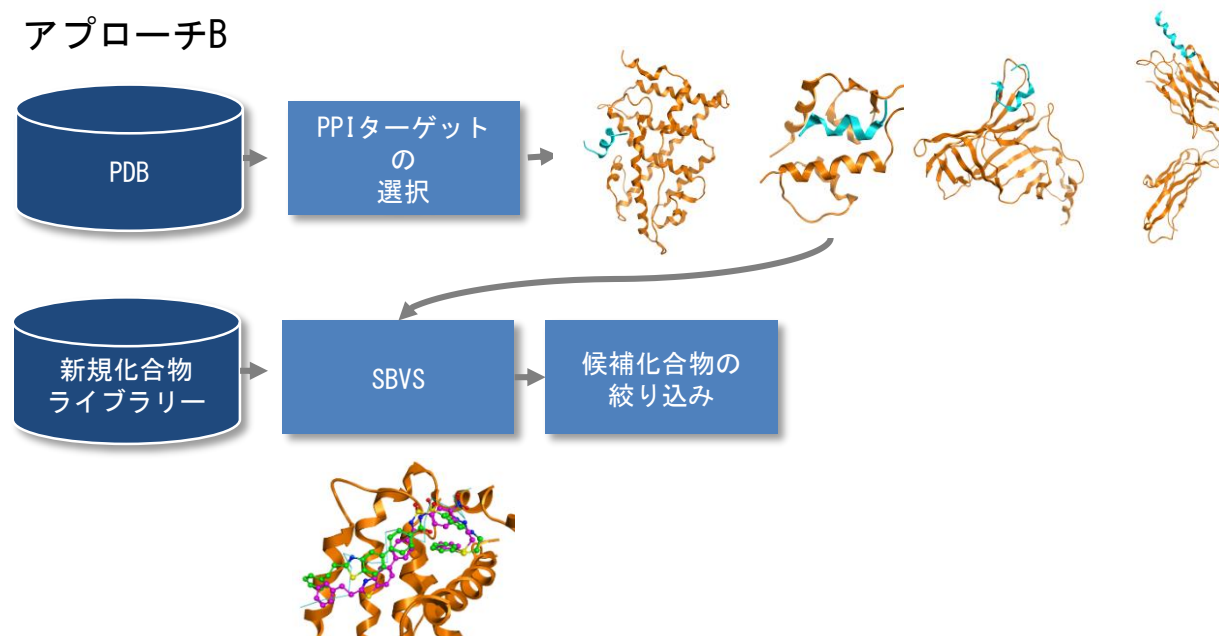 アプローチB
PDB
PPIターゲット
の
選択
新規化合物
ライブラリー
SBVS
候補化合物の
絞り込み